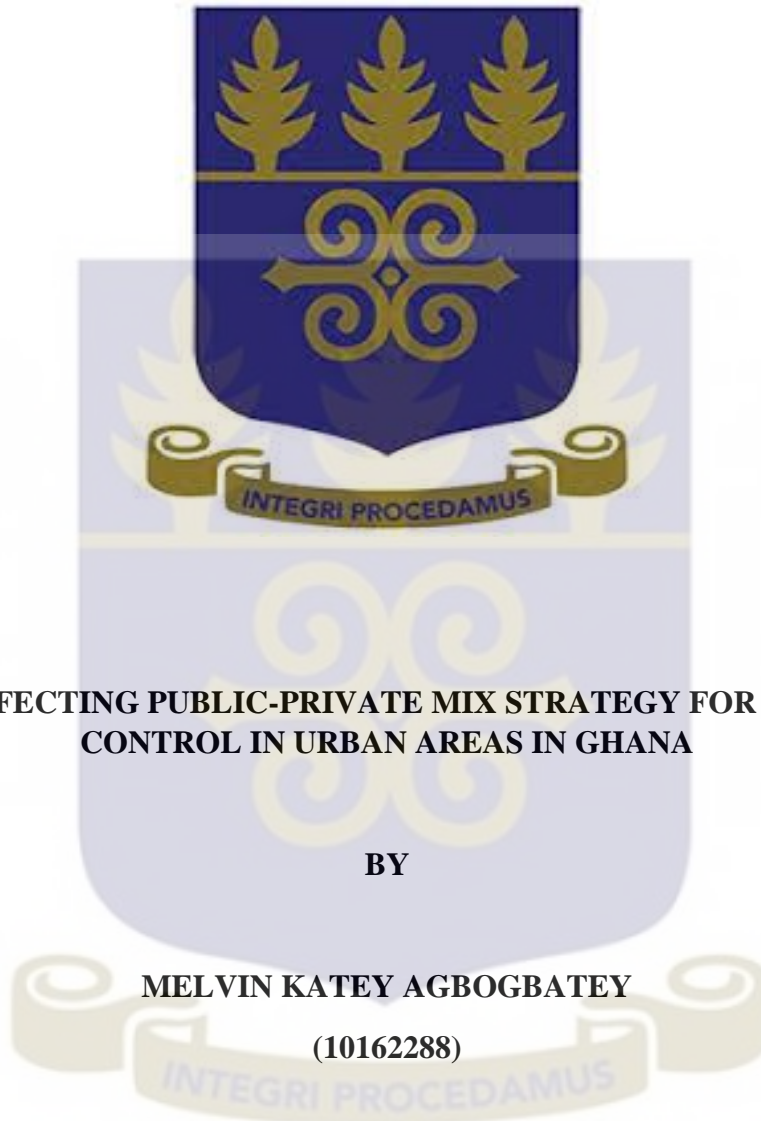 INTEGRI PROCEDAMUS
PUBLIC-PRIVATE MIX STRATEGY FOR
CONTROL IN URBAN AREAS IN GHANA
BY
MELVIN KATEY AGBOGBATEY
(10162288)
INTEGRI PROCEDAMUS